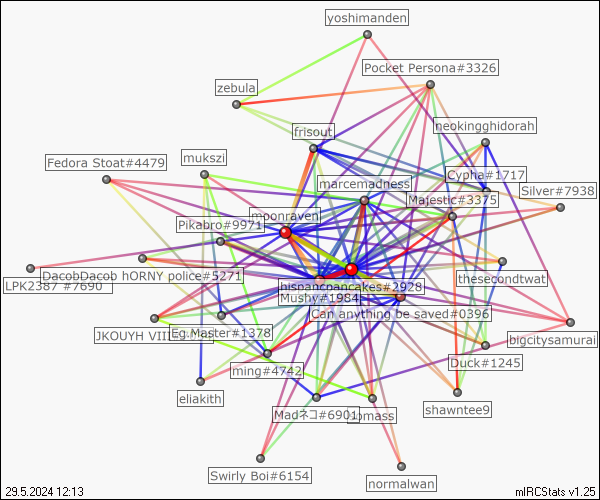 yoshimanden
Pocket Persona#3326
zebula
neokingghidorah
frisout
mukszi
Fedora Stoat#4479
Cypha#1717
marcemadness
Silver#7938
Majestic#3375
moonraven
Pikabro#9971
DacobDacob hORNY police#5271
thesecondtwat
LPK2387 #7690
hispancpancakes#2928
Mushy#1984
Can anything be saved#0396
JKOUYH VIII
Eg.Master#1378
bigcitysamurai
Duck#1245
ming#4742
eliakith
shawntee9
Madネコ#6901
mass
Swirly Boi#6154
normalwan
29.5.2024 12:13
mIRCStats v1.25